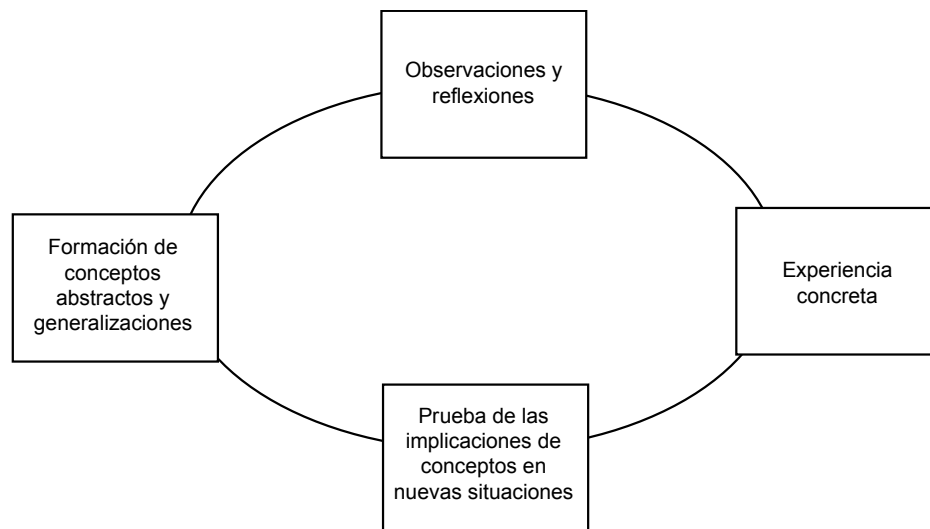 Observaciones y
reflexiones
Formación de
conceptos
abstractos y
generalizaciones
Experiencia
concreta
Prueba de las
implicaciones de
conceptos en
nuevas situaciones